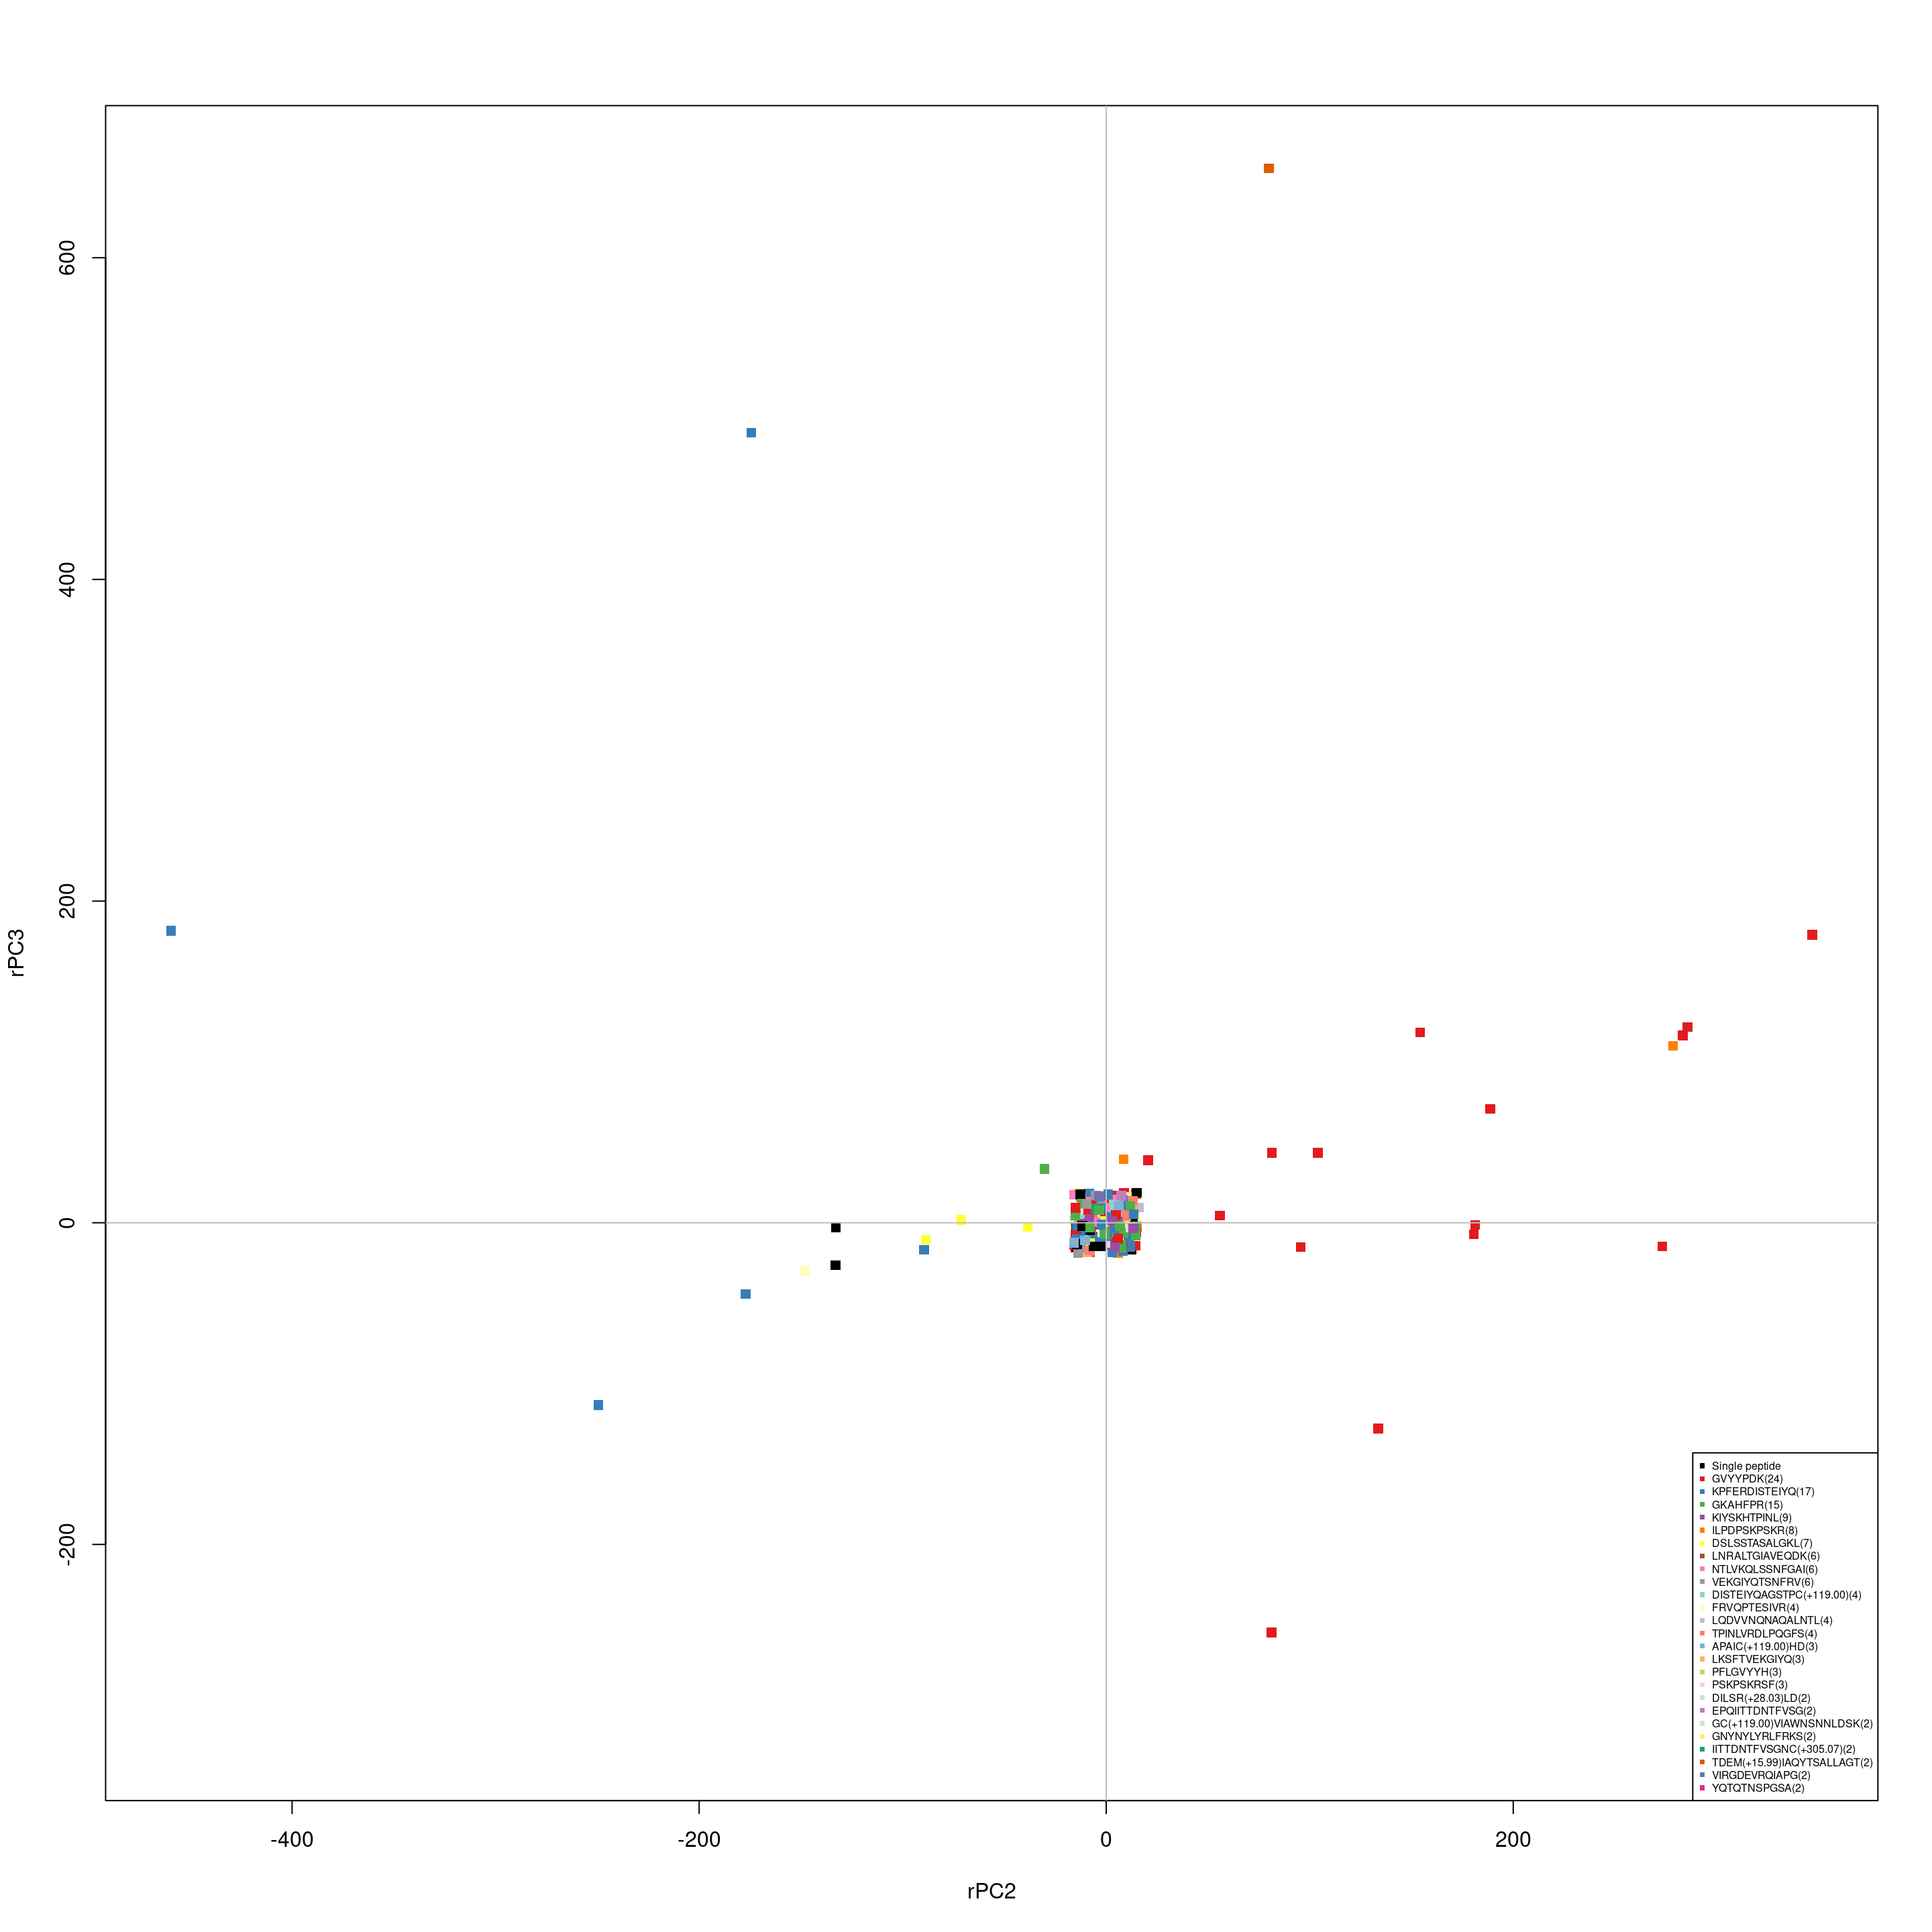 600
400
200
0
-200
rPC3
-400
-200
0
200
rPC2
Single peptide
GVYYPDK(24)
KPFERDISTEIYQ(17)
GKAHFPR(15)
KIYSKHTPINL(9)
ILPDPSKPSKR(8)
DSLSSTASALGKL(7)
LNRALTGIAVEQDK(6)
NTLVKQLSSNFGAI(6)
VEKGIYQTSNFRV(6)
DISTEIYQAGSTPC(+119.00)(4)
FRVQPTESIVR(4)
LQDVVNQNAQALNTL(4)
TPINLVRDLPQGFS(4)
APAIC(+119.00)HD(3)
LKSFTVEKGIYQ(3)
PFLGVYYH(3)
PSKPSKRSF(3)
DILSR(+28.03)LD(2)
EPQIITTDNTFVSG(2)
GC(+119.00)VIAWNSNNLDSK(2)
GNYNYLYRLFRKS(2)
IITTDNTFVSGNC(+305.07)(2)
TDEM(+15.99)IAQYTSALLAGT(2)
VIRGDEVRQIAPG(2)
YQTQTNSPGSA(2)